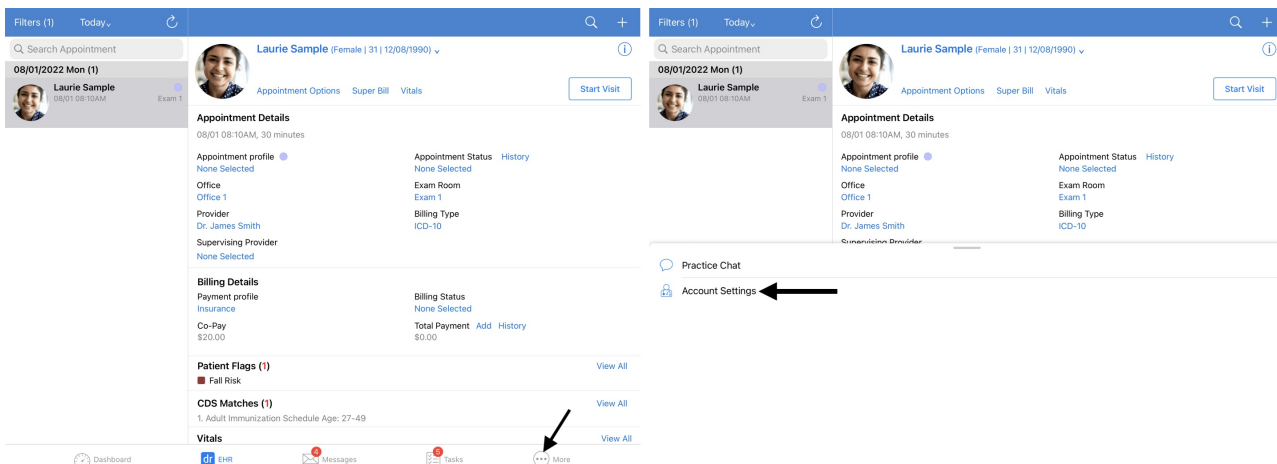 Filters (1) Today
Search Appointment
08/01/2022 Mon (1)
Laurie Sample
08/01 08:10AM Exam 1
Laurie Sample (Female | 31 | 12/08/1990)
Appointment Options Super Bill Vitals
Start Visit
Appointment Details
08/01 08:10AM, 30 minutes
Appointment profile Appointment Status History
None Selected None Selected
Office Exam Room
Office 1 Exam 1
Provider Billing Type
Dr. James Smith ICD-10
Supervising Provider
None Selected
Billing Details
Payment profile Billing Status
Insurance None Selected
Co-Pay Total Payment Add History
$20.00 $0.00
Patient Flags (1) View All
Fall Risk
CDS Matches (1) View All
1. Adult Immunization Schedule Age: 27-49
Vitals View All
Dashboard
dr EHR
4 Messages
5 Tasks
More
Filters (1) Today
Search Appointment
08/01/2022 Mon (1)
Laurie Sample
08/01 08:10AM Exam 1
Laurie Sample (Female | 31 | 12/08/1990)
Appointment Options Super Bill Vitals
Start Visit
Appointment Details
08/01 08:10AM, 30 minutes
Appointment profile Appointment Status History
None Selected None Selected
Office Exam Room
Office 1 Exam 1
Provider Billing Type
Dr. James Smith ICD-10
Supervising Provider
Practice Chat
Account Settings